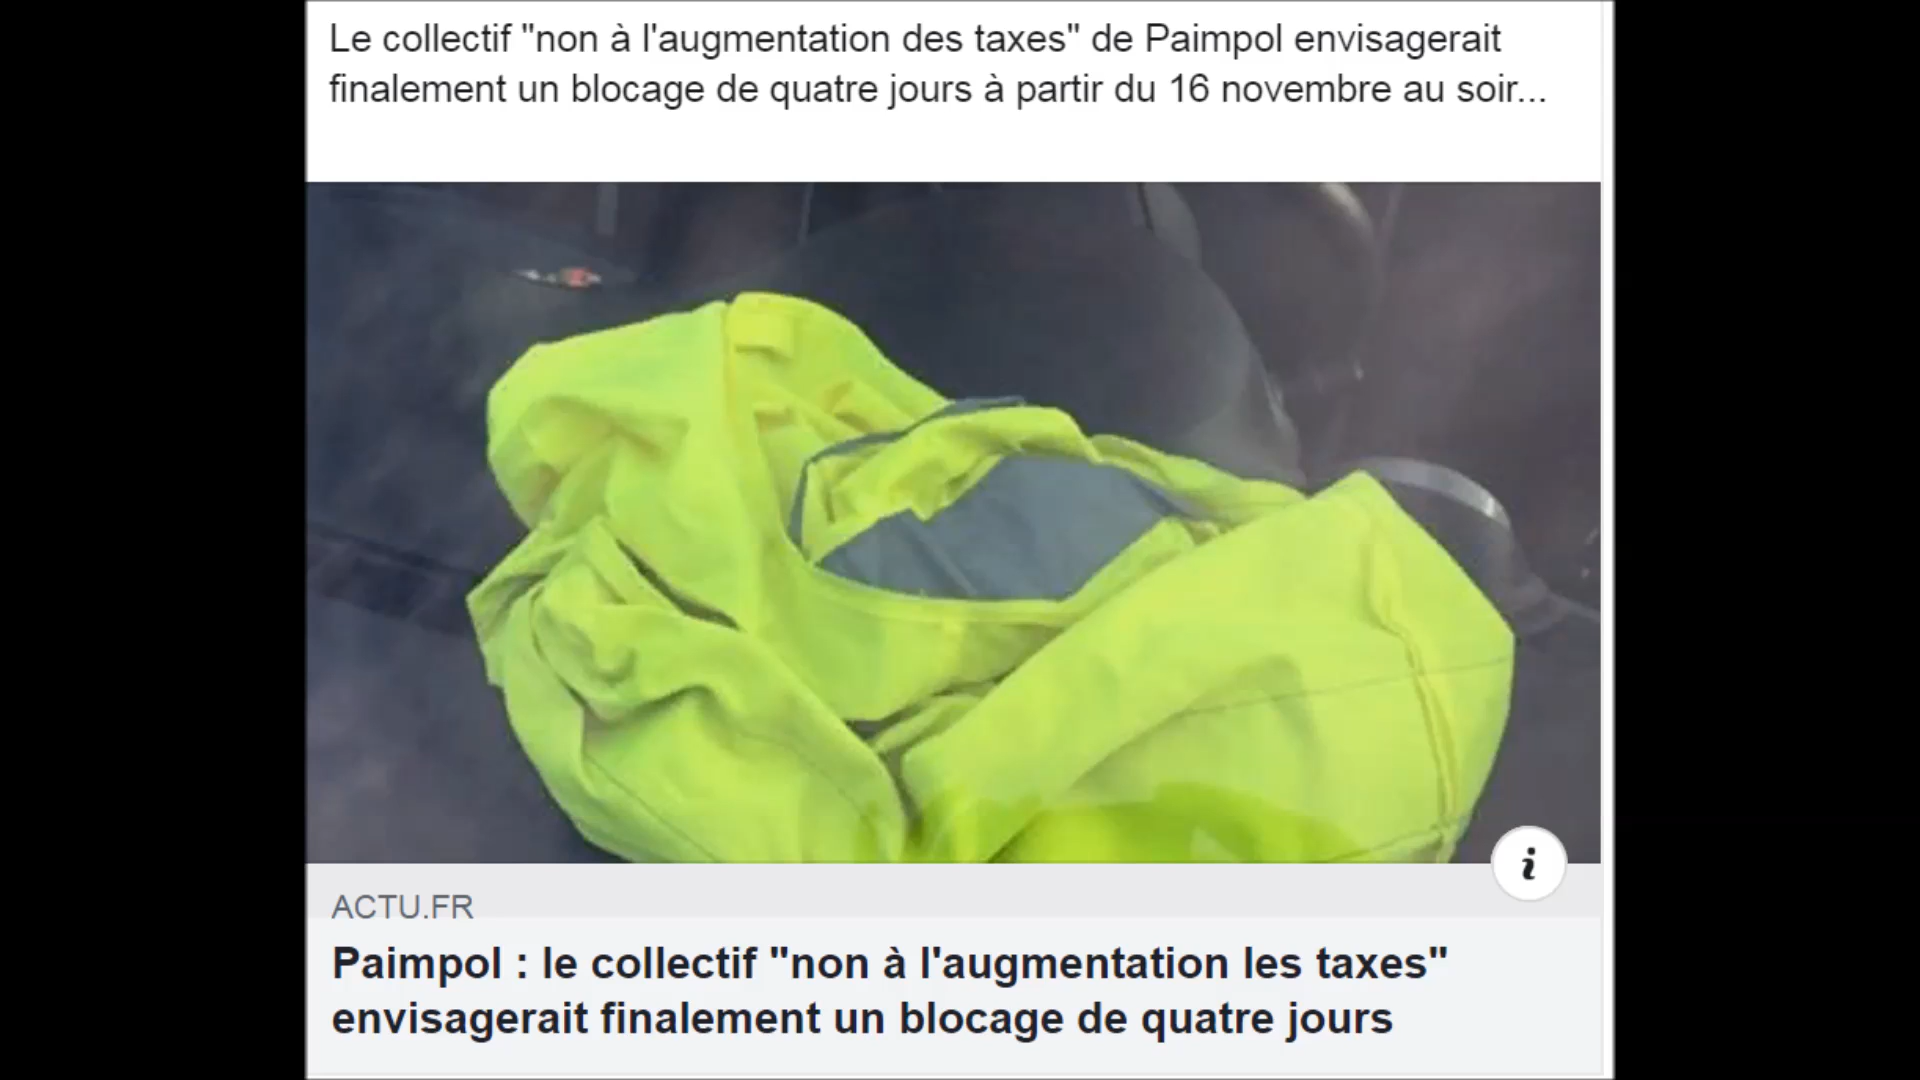 Le collectif "non à l'augmentation des taxes" de Paimpol envisagerait
finalement un blocage de quatre jours à partir du 16 novembre au soir...
i
ACTU.FR
Paimpol : le collectif "non à l'augmentation les taxes"
envisagerait finalement un blocage de quatre jours